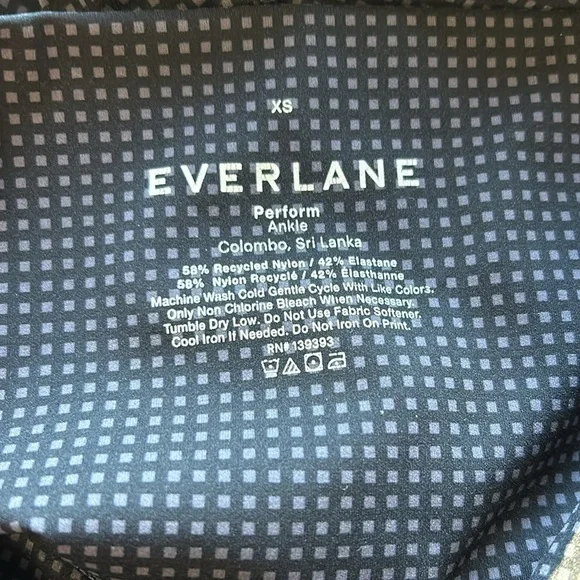 XS
EVERLANE
Perform
Ankle
Colombo, Sri Lanka
58% Recycled Nylon / 42% Elastane
58% Nylon Recyclé / 42% Élasthanne
Machine Wash Cold Gentle Cycle With Like Colors.
Only Non Chlorine Bleach When Necessary.
Tumble Dry Low. Do Not Use Fabric Softener.
Cool Iron If Needed. Do Not Iron On Print.
RN# 139393